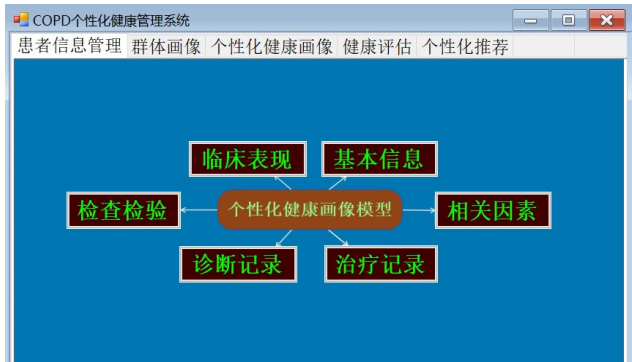 COPD个性化健康管理系统
患者信息管理 群体画像 个性化健康画像 健康评估 个性化推荐
临床表现 基本信息
检查检验 个性化健康画像模型 相关因素
诊断记录 治疗记录